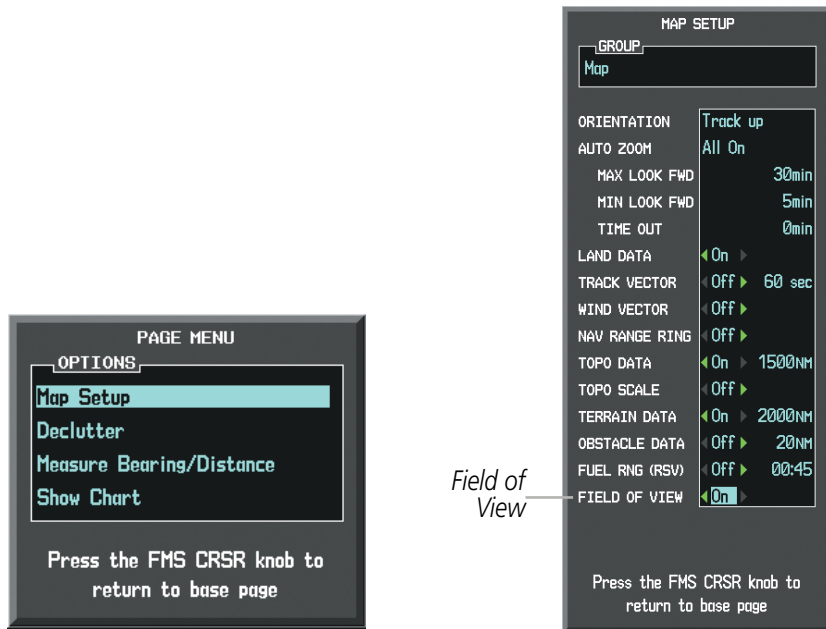 PAGE MENU
OPTIONS
Map Setup
Declutter
Measure Bearing/Distance
Show Chart
Press the FMS CRSR knob to
return to base page
Field of
View
MAP SETUP
GROUP
Map
ORIENTATION Track up
AUTO ZOOM All On
MAX LOOK FWD 30min
MIN LOOK FWD 5min
TIME OUT 0min
LAND DATA On
TRACK VECTOR Off 60 sec
WIND VECTOR Off
NAV RANGE RING Off
TOPO DATA On 1500NM
TOPO SCALE Off
TERRAIN DATA On 2000NM
OBSTACLE DATA Off 20NM
FUEL RNG (RSV) Off 00:45
FIELD OF VIEW On
Press the FMS CRSR knob to
return to base page